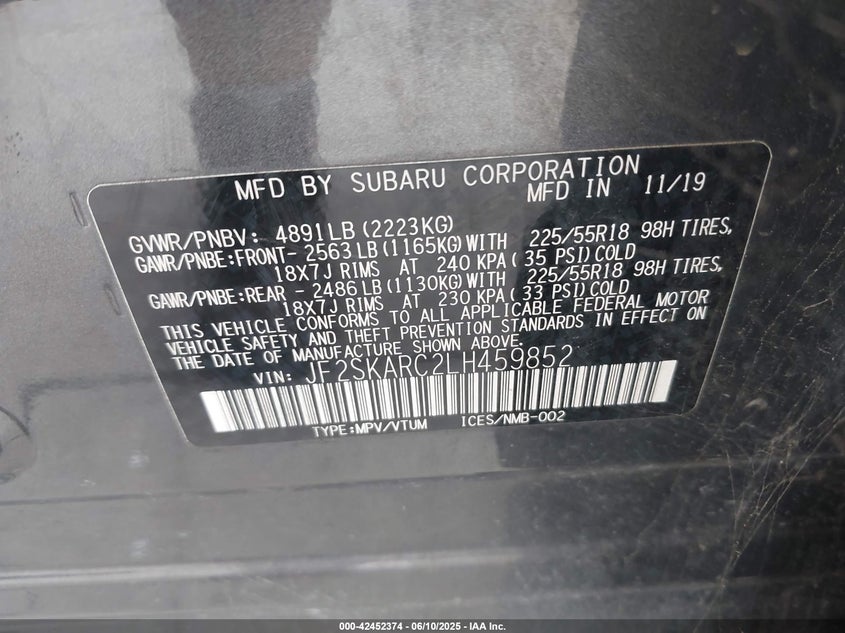 MFD BY SUBARU CORPORATION
MFD IN 11/19
GVWR/PNBV: 4891LB(2223KG)
GAWR/PNBE:FRONT- 2563LB(1165KG)WITH 225/55R18 98H TIRES,
18X7J RIMS AT 240 KPA( 35 PSI)COLD
GAWR/PNBE:REAR - 2486LB(1130KG)WITH 225/55R18 98H TIRES,
18X7J RIMS AT 230 KPA( 33 PSI)COLD
THIS VEHICLE CONFORMS TO ALL APPLICABLE FEDERAL MOTOR
VEHICLE SAFETY AND THEFT PREVENTION STANDARDS IN EFFECT ON
THE DATE OF MANUFACTURE SHOWN ABOVE.
VIN: JF2SKARC2LH459852
TYPE:MPV/VTUM ICES/NMB-002
000-42452374 - 06/10/2025 - IAA Inc.